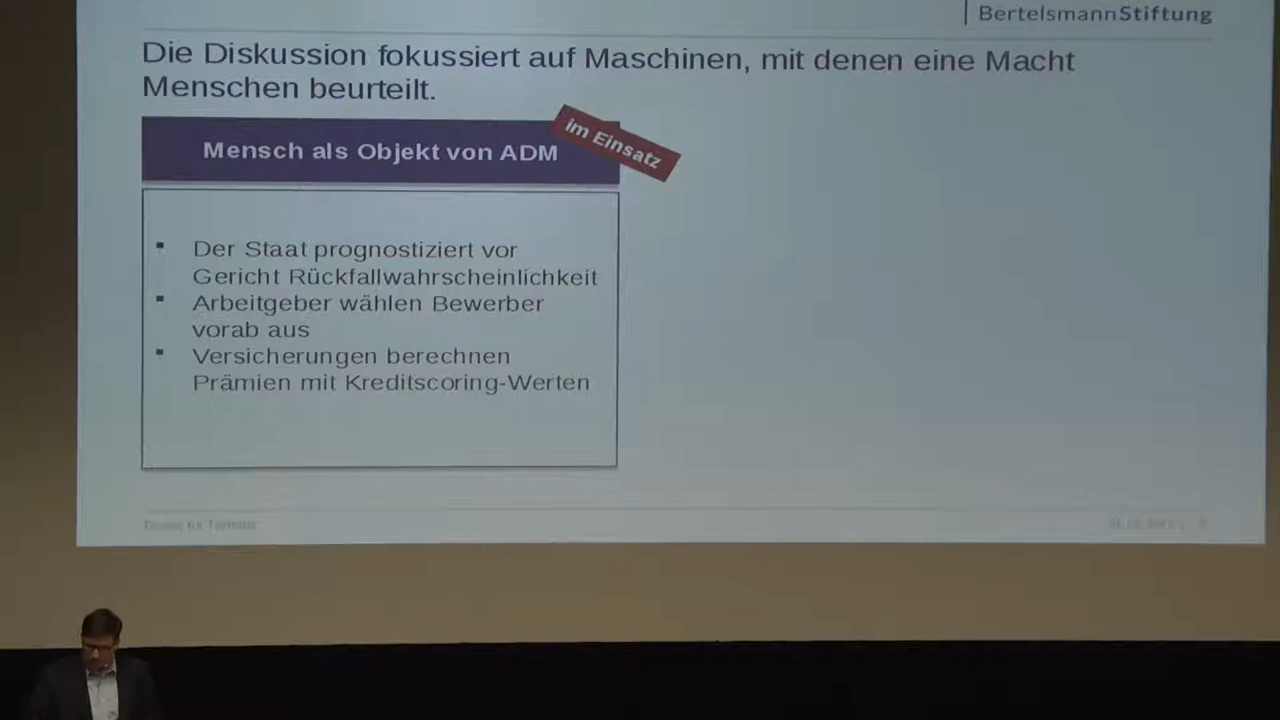 BertelsmannStiftung
Die Diskussion fokussiert auf Maschinen, mit denen eine Macht
Menschen beurteilt.
im Einsatz
Mensch als Objekt von ADM
Der Staat prognostiziert vor
Gericht Rückfallwahrscheinlichkeit
Arbeitgeber wählen Bewerber
vorab aus
Versicherungen berechnen
Prämien mit Kreditscoring-Werten